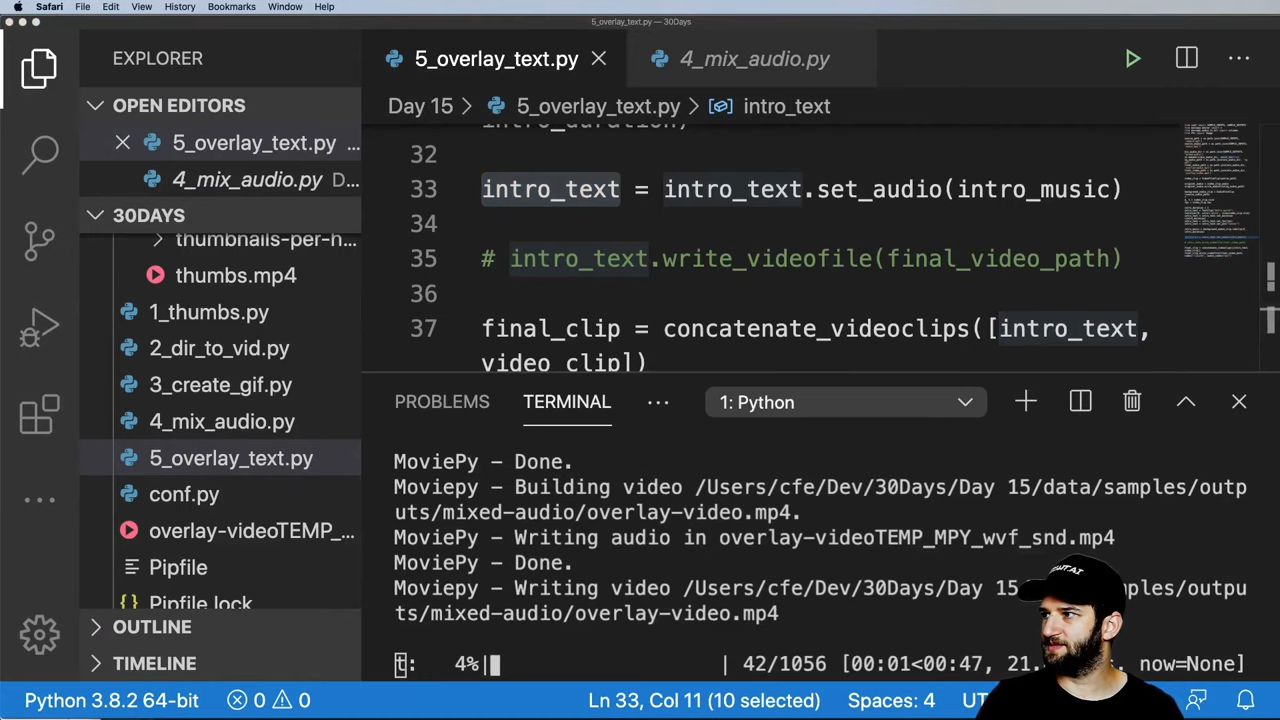 Safari File Edit View History Bookmarks Window Help
5_overlay_text.py — 30Days
EXPLORER
5_overlay_text.py
4_mix_audio.py
OPEN EDITORS
Day 15 > 5_overlay_text.py > intro_text
5_overlay_text.py ...
4_mix_audio.py D...
30DAYS
thumbnails-per-h...
thumbs.mp4
1_thumbs.py
2_dir_to_vid.py
3_create_gif.py
4_mix_audio.py
5_overlay_text.py
conf.py
overlay-videoTEMP_...
Pipfile
Pipfile.lock
OUTLINE
TIMELINE
intro_duration)
32
33 intro_text = intro_text.set_audio(intro_music)
34
35 # intro_text.write_videofile(final_video_path)
36
37 final_clip = concatenate_videoclips([intro_text,
video_clip])
PROBLEMS TERMINAL ... 1: Python
MoviePy - Done.
Moviepy - Building video /Users/cfe/Dev/30Days/Day 15/data/samples/outp
uts/mixed-audio/overlay-video.mp4.
MoviePy - Writing audio in overlay-videoTEMP_MPY_wvf_snd.mp4
MoviePy - Done.
Moviepy - Writing video /Users/cfe/Dev/30Days/Day 15 samples/outpu
ts/mixed-audio/overlay-video.mp4
t: 4%| | 42/1056 [00:01<00:47, 21. s, now=None]
Python 3.8.2 64-bit 0 0 Ln 33, Col 11 (10 selected) Spaces: 4